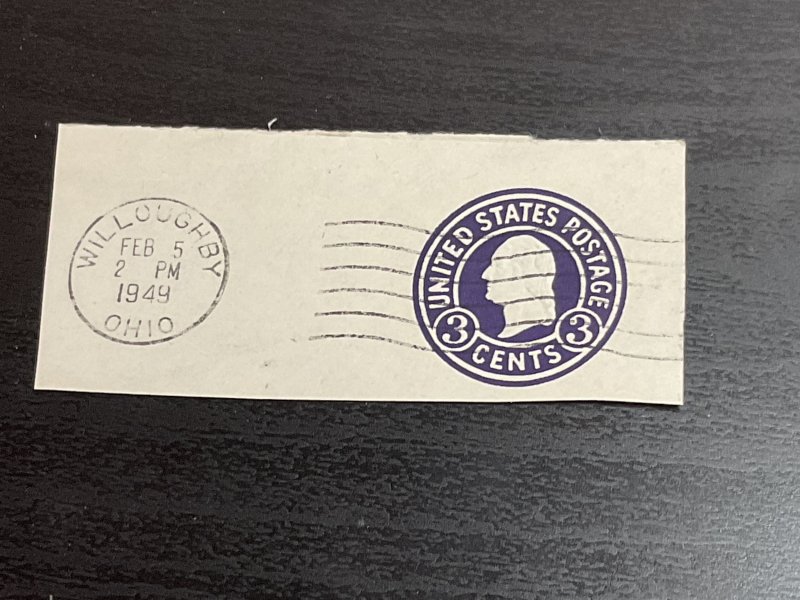 WILLOUGHBY
FEB 5
2 PM
1949
OHIO
UNITED STATES POSTAGE
3 CENTS 3